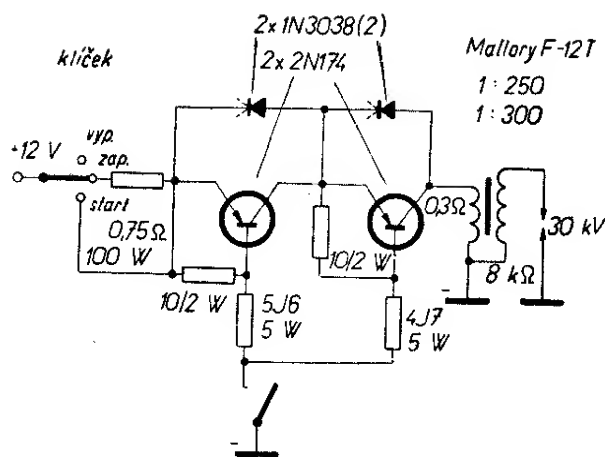 2x 1N3038(2)
2x 2N174
klíček
Mallory F-12T
1:250
1:300
+12 V
vyp.
zap.
start
0,75 Ω
100 W
10/2 W
5J6
5 W
10/2 W
4J7
5 W
0,3Ω
8 kΩ
30 kV
-
-